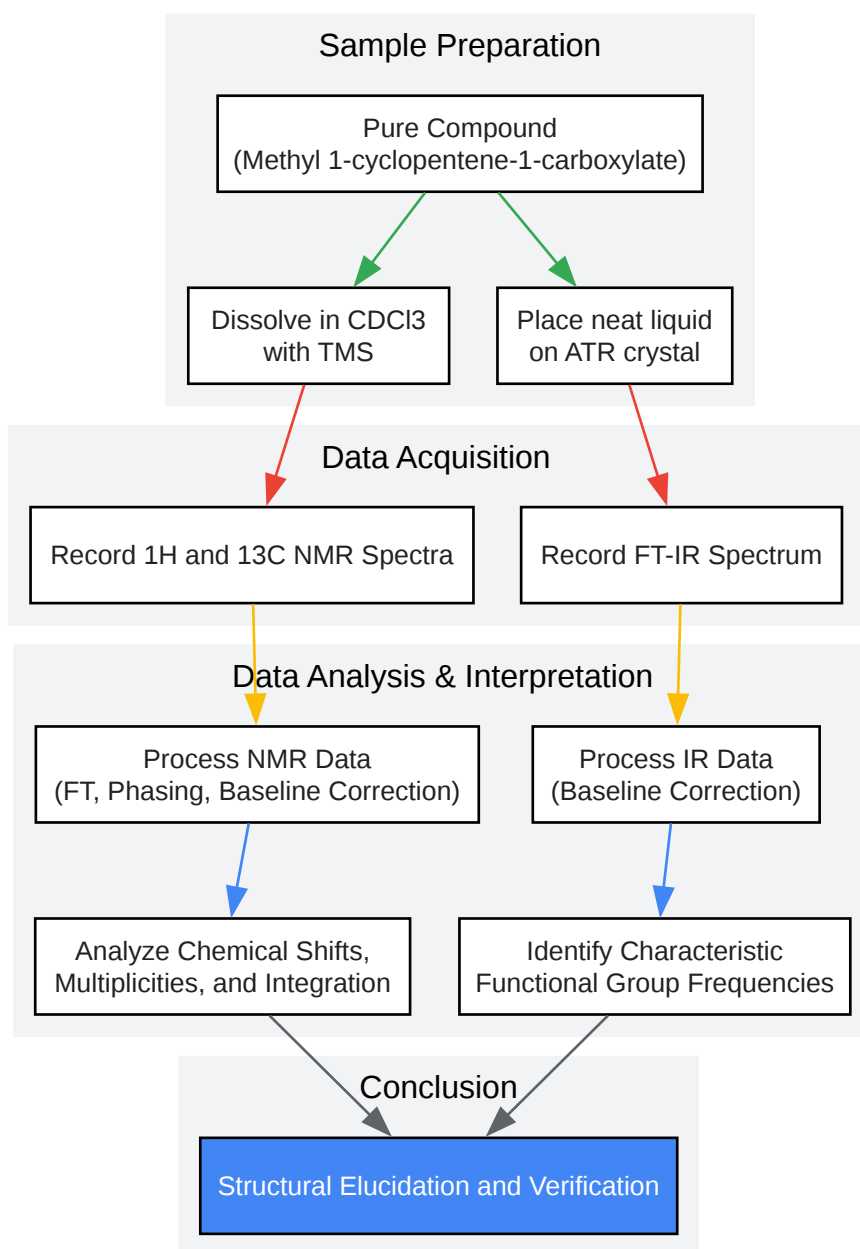 Sample Preparation
Pure Compound
(Methyl 1-cyclopentene-1-carboxylate)
Dissolve in CDCl3
with TMS
Place neat liquid
on ATR crystal
Data Acquisition
Record 1H and 13C NMR Spectra
Record FT-IR Spectrum
Data Analysis & Interpretation
Process NMR Data
(FT, Phasing, Baseline Correction)
Process IR Data
(Baseline Correction)
Analyze Chemical Shifts,
Multiplicities, and Integration
Identify Characteristic
Functional Group Frequencies
Conclusion
Structural Elucidation and Verification